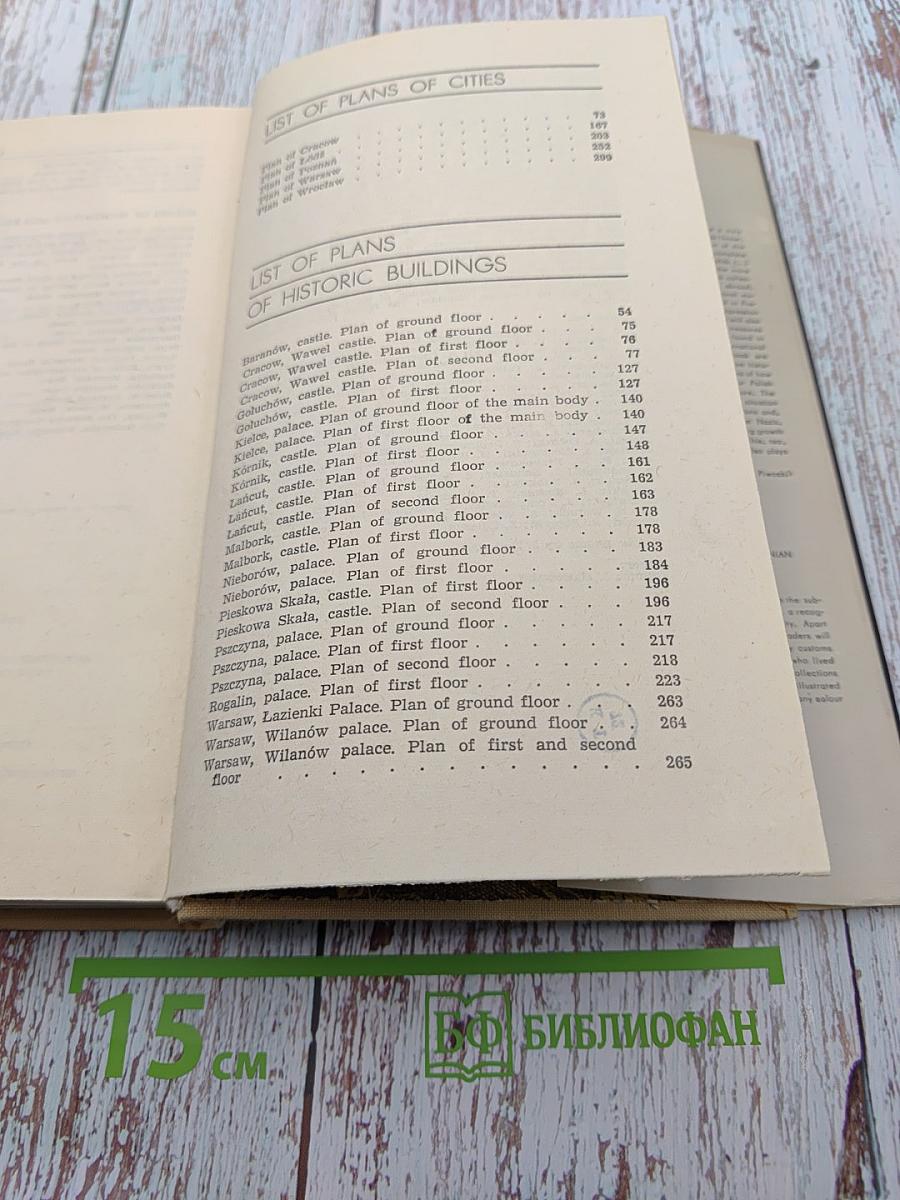 LIST OF PLANS OF CITIES
Plan of Cracow . . . . . . . . . . 73
Plan of Łódź . . . . . . . . . . 167
Plan of Poznań . . . . . . . . . . 203
Plan of Warsaw . . . . . . . . . . 252
Plan of Wrocław . . . . . . . . . . 299
LIST OF PLANS
OF HISTORIC BUILDINGS
Baranów, castle. Plan of ground floor . . . . . 54
Cracow, Wawel castle. Plan of ground floor . . . 75
Cracow, Wawel castle. Plan of first floor . . . . 76
Cracow, Wawel castle. Plan of second floor . . . 77
Gołuchów, castle. Plan of ground floor . . . . . 127
Gołuchów, castle. Plan of first floor . . . . . 127
Kielce, palace. Plan of ground floor of the main body . 140
Kielce, palace. Plan of first floor of the main body . 140
Kórnik, castle. Plan of ground floor . . . . . 147
Kórnik, castle. Plan of first floor . . . . . . 148
Łańcut, castle. Plan of ground floor . . . . . 161
Łańcut, castle. Plan of first floor . . . . . . 162
Łańcut, castle. Plan of second floor . . . . . 163
Malbork, castle. Plan of ground floor . . . . . 178
Malbork, castle. Plan of first floor . . . . . . 178
Nieborów, palace. Plan of ground floor . . . . 183
Nieborów, palace. Plan of first floor . . . . . 184
Pieskowa Skała, castle. Plan of first floor . . . . 196
Pieskowa Skała, castle. Plan of second floor . . . 196
Pszczyna, palace. Plan of ground floor . . . . . 217
Pszczyna, palace. Plan of first floor . . . . . 217
Pszczyna, palace. Plan of second floor . . . . . 218
Rogalin, palace. Plan of first floor . . . . . . 223
Warsaw, Łazienki Palace. Plan of ground floor . . . 263
Warsaw, Wilanów palace. Plan of ground floor . . 264
Warsaw, Wilanów palace. Plan of first and second
floor . . . . . . . . . . . . . 265
15 см
БФ БИБЛИОФАН